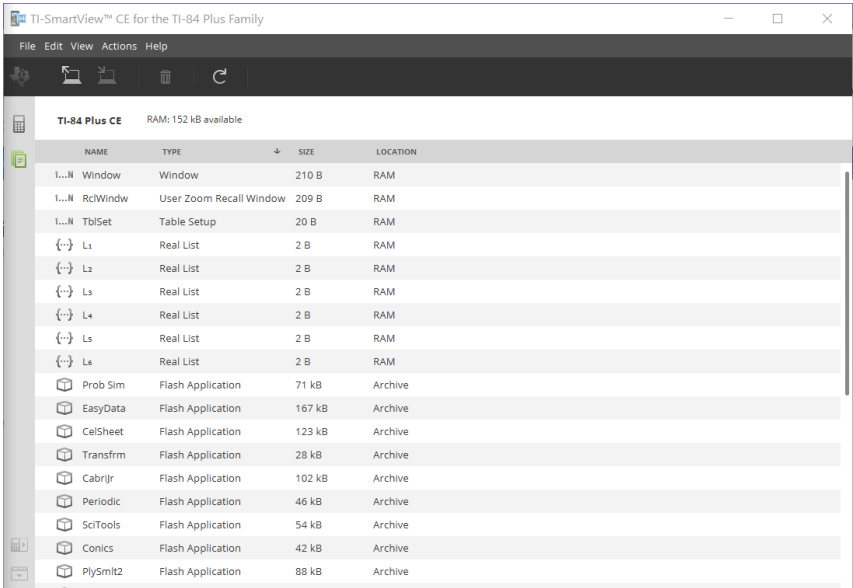 TI-SmartView™ CE for the TI-84 Plus Family
File Edit View Actions Help
TI-84 Plus CE RAM: 152 kB available
NAME TYPE SIZE LOCATION
1...N Window Window 210 B RAM
1...N RclWindw User Zoom Recall Window 209 B RAM
1...N TblSet Table Setup 20 B RAM
{···} L₁ Real List 2 B RAM
{···} L₂ Real List 2 B RAM
{···} L₃ Real List 2 B RAM
{···} L₄ Real List 2 B RAM
{···} L₅ Real List 2 B RAM
{···} L₆ Real List 2 B RAM
Prob Sim Flash Application 71 kB Archive
EasyData Flash Application 167 kB Archive
CelSheet Flash Application 123 kB Archive
Transfrm Flash Application 28 kB Archive
CabriJr Flash Application 102 kB Archive
Periodic Flash Application 46 kB Archive
SciTools Flash Application 54 kB Archive
Conics Flash Application 42 kB Archive
PlySmlt2 Flash Application 88 kB Archive